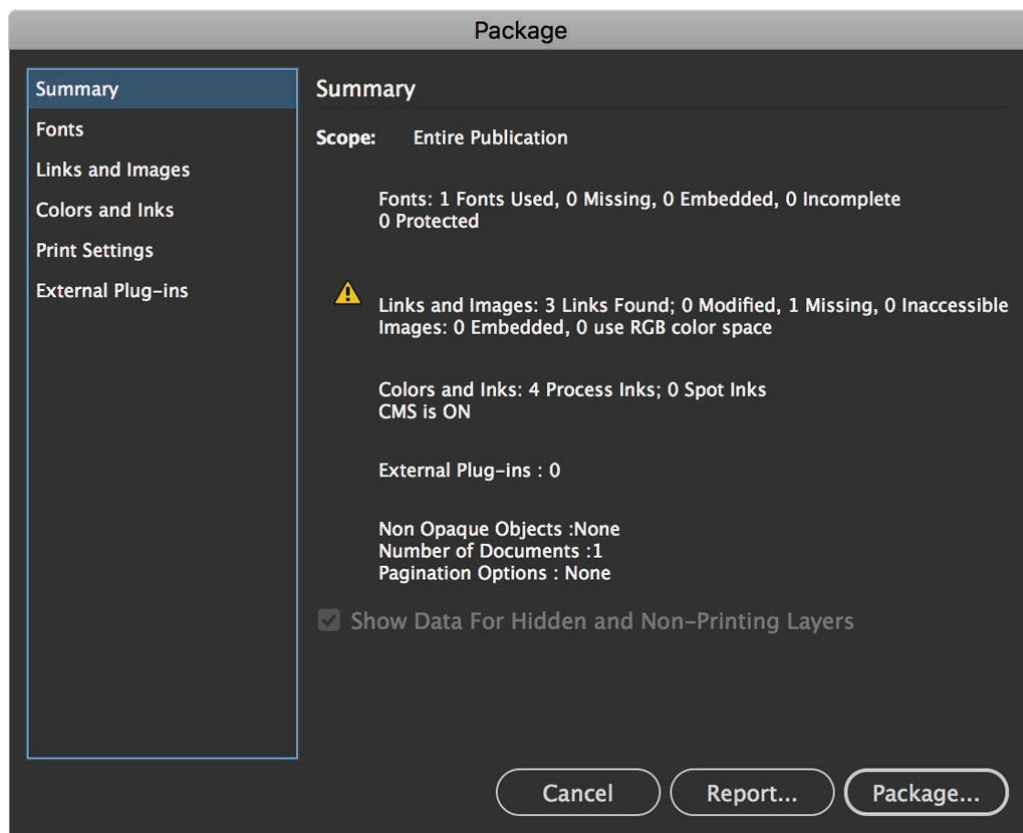 Package
Summary
Fonts
Links and Images
Colors and Inks
Print Settings
External Plug-ins
Summary
Scope: Entire Publication
Fonts: 1 Fonts Used, 0 Missing, 0 Embedded, 0 Incomplete
0 Protected
Links and Images: 3 Links Found; 0 Modified, 1 Missing, 0 Inaccessible
Images: 0 Embedded, 0 use RGB color space
Colors and Inks: 4 Process Inks; 0 Spot Inks
CMS is ON
External Plug-ins : 0
Non Opaque Objects :None
Number of Documents :1
Pagination Options : None
Show Data For Hidden and Non-Printing Layers
Cancel Report... Package...